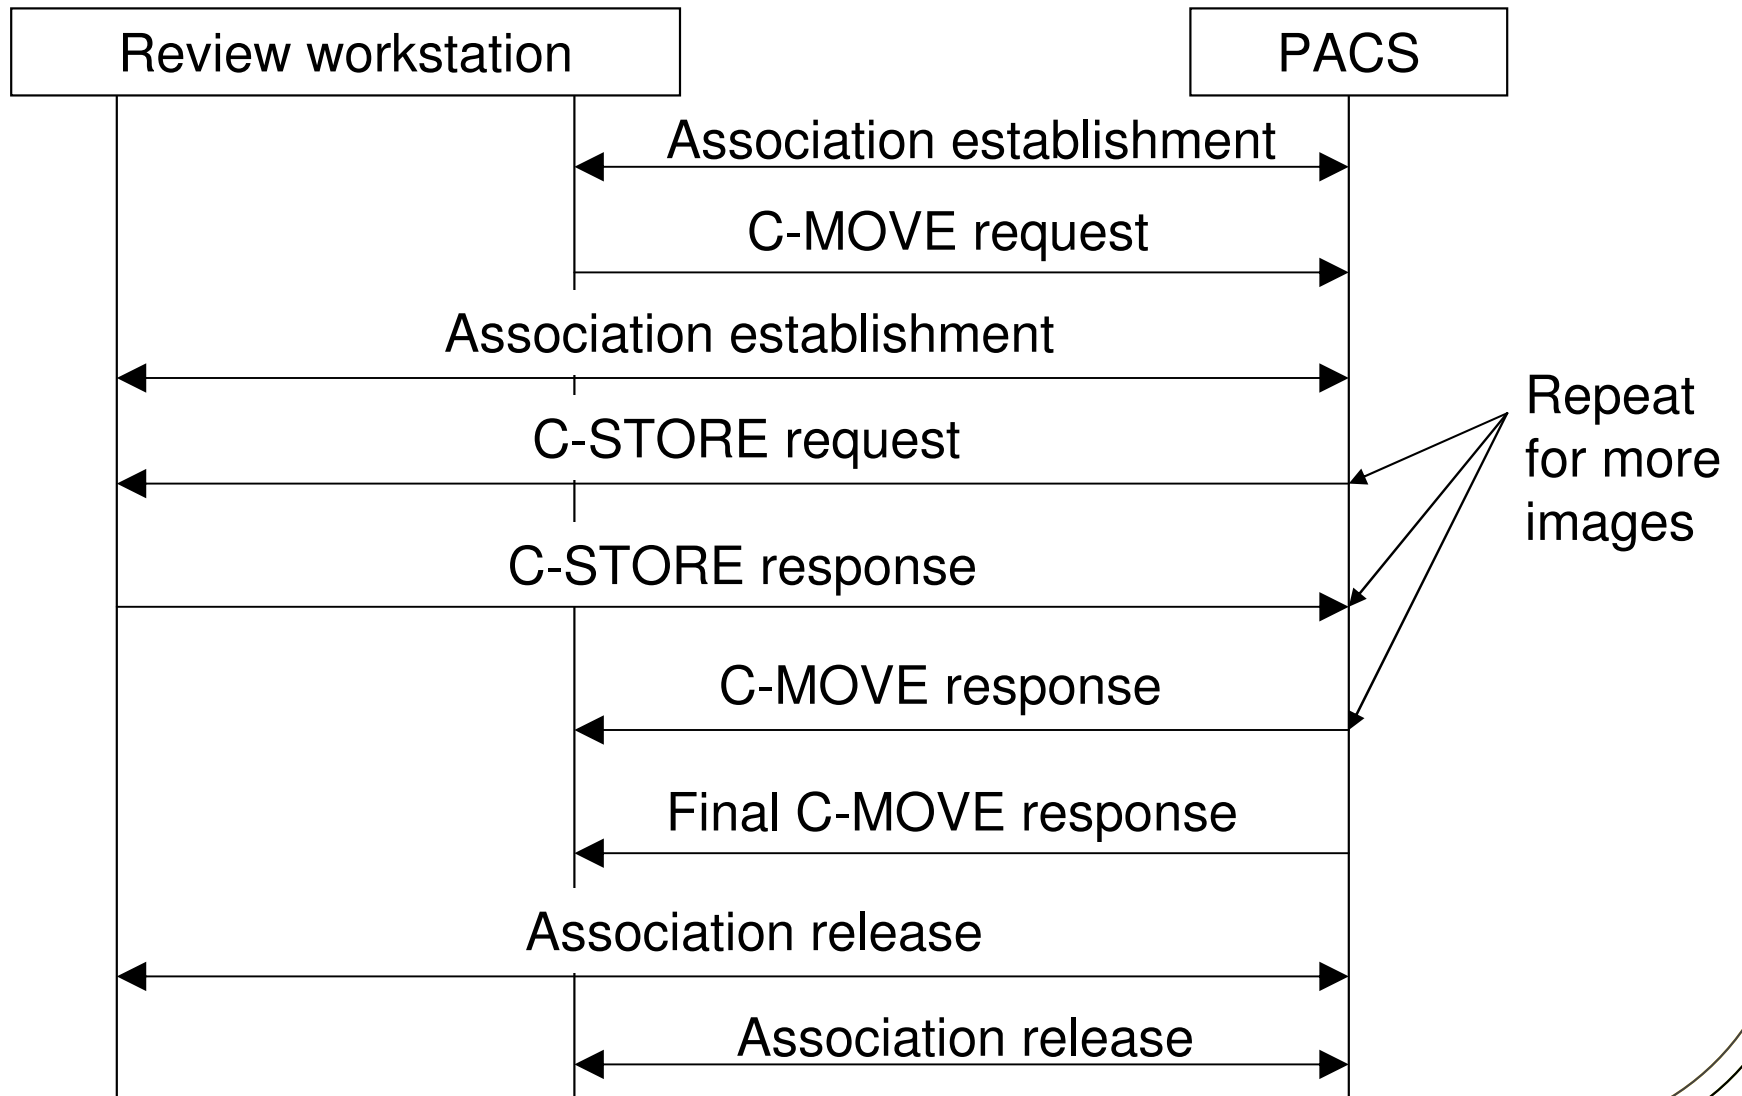 Review workstation
PACS
Association establishment
C-MOVE request
Association establishment
C-STORE request
C-STORE response
C-MOVE response
Final C-MOVE response
Association release
Association release
Repeat
for more
images